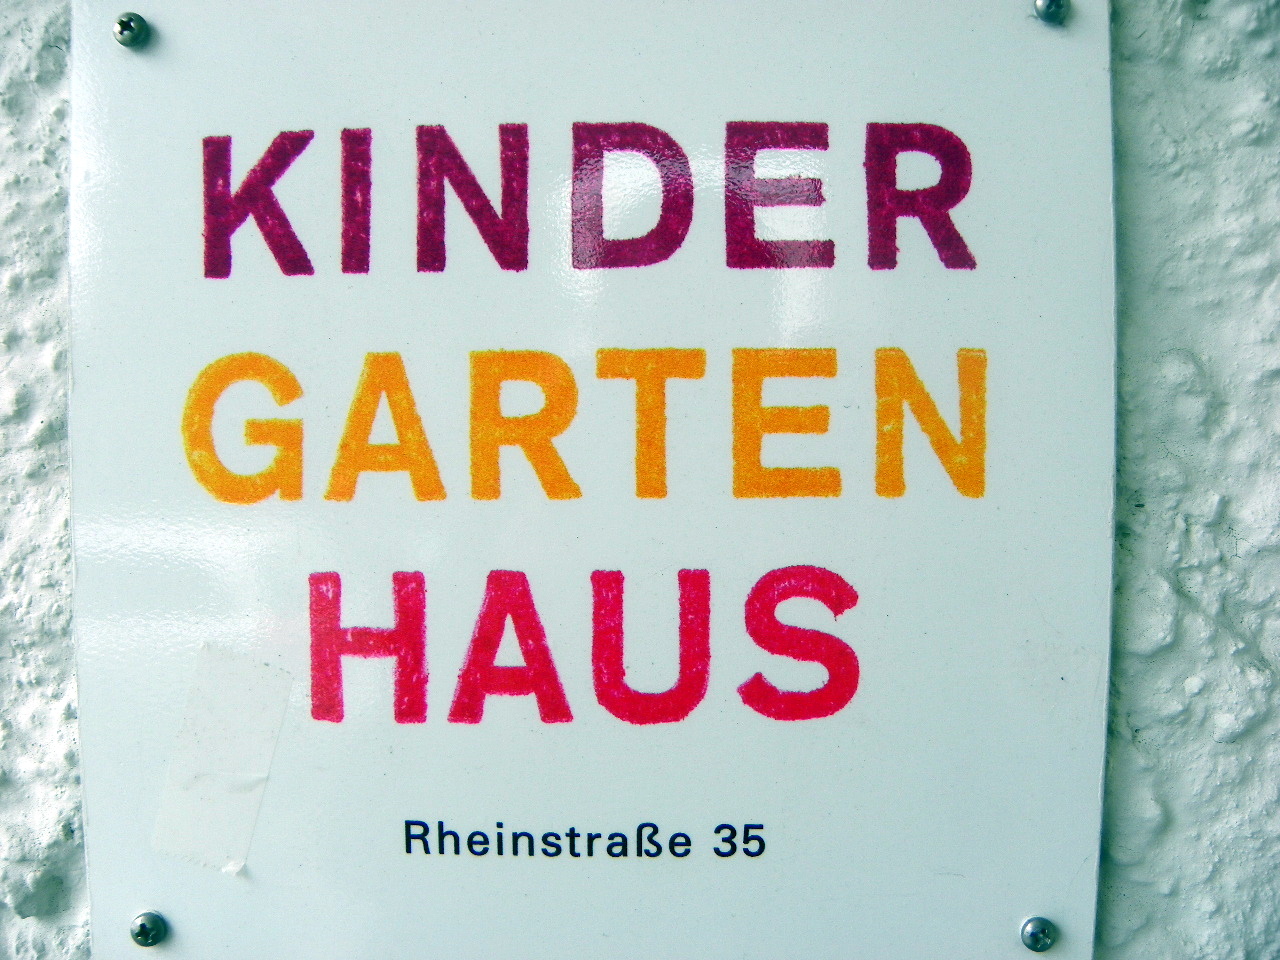 KINDER
GARTEN
HAUS
Rheinstraße 35